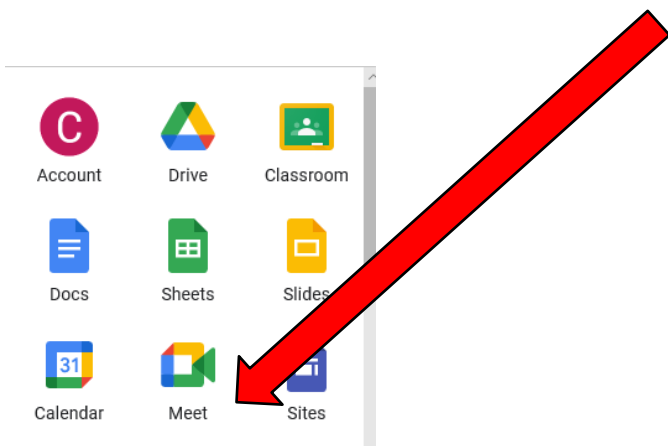 C
Account Drive Classroom
Docs Sheets Slides
31
Calendar Meet Sites